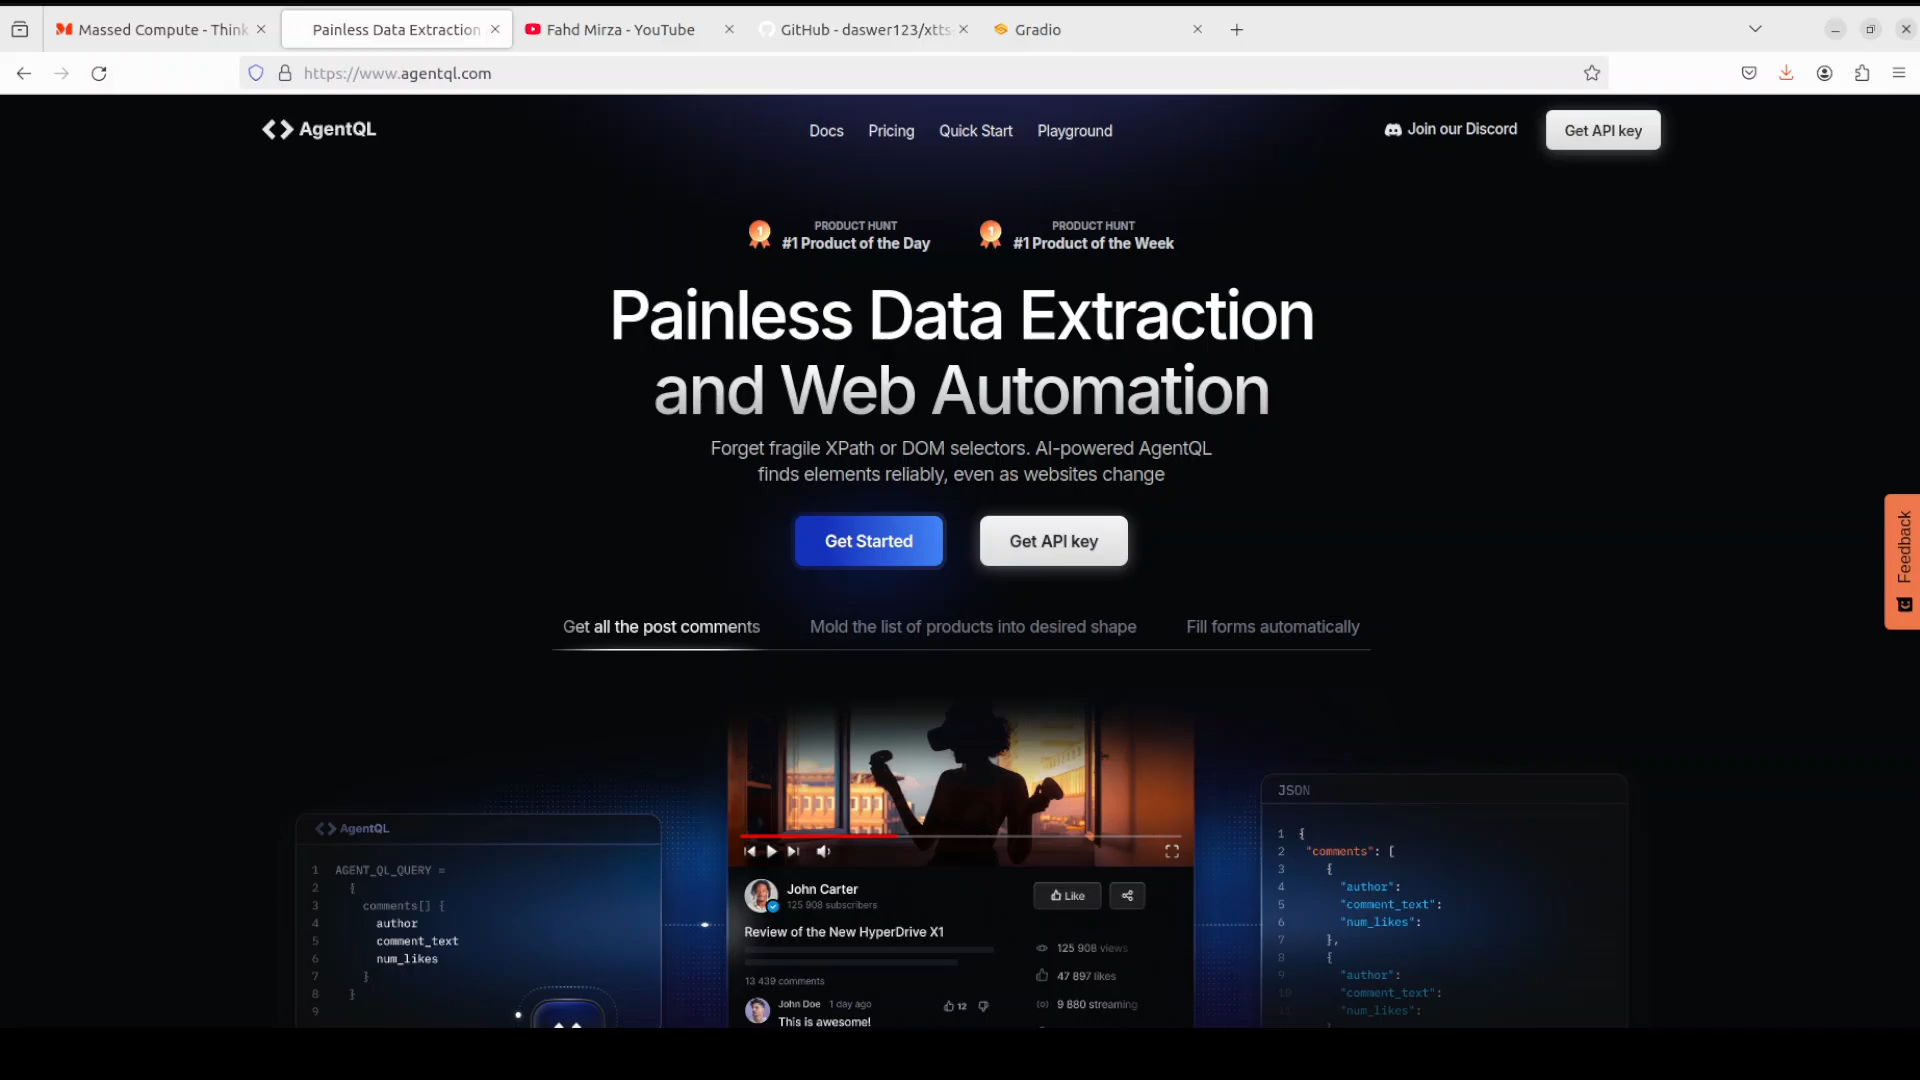 Massed Compute - Think
Painless Data Extraction
Fahd Mirza - YouTube
GitHub - daswer123/xtts-
Gradio
https://www.agentql.com
AgentQL
Docs
Pricing
Quick Start
Playground
Join our Discord
Get API key
PRODUCT HUNT
#1 Product of the Day
PRODUCT HUNT
#1 Product of the Week
Painless Data Extraction
and Web Automation
Forget fragile XPath or DOM selectors. AI-powered AgentQL
finds elements reliably, even as websites change
Get Started
Get API key
Feedback
Get all the post comments
Mold the list of products into desired shape
Fill forms automatically
AgentQL
1 AGENT_QL_QUERY =
2 {
3 comments[] {
4 author
5 comment_text
6 num_likes
7 }
8 }
9
John Carter
125 908 subscribers
Like
Review of the New HyperDrive X1
125 908 views
13 439 comments
47 897 likes
John Doe 1 day ago
12
9 880 streaming
This is awesome!
JSON
1 {
2 "comments": [
3 {
4 "author":
5 "comment_text":
6 "num_likes":
7 },
8 {
9 "author":
10 "comment_text":
11 "num_likes":